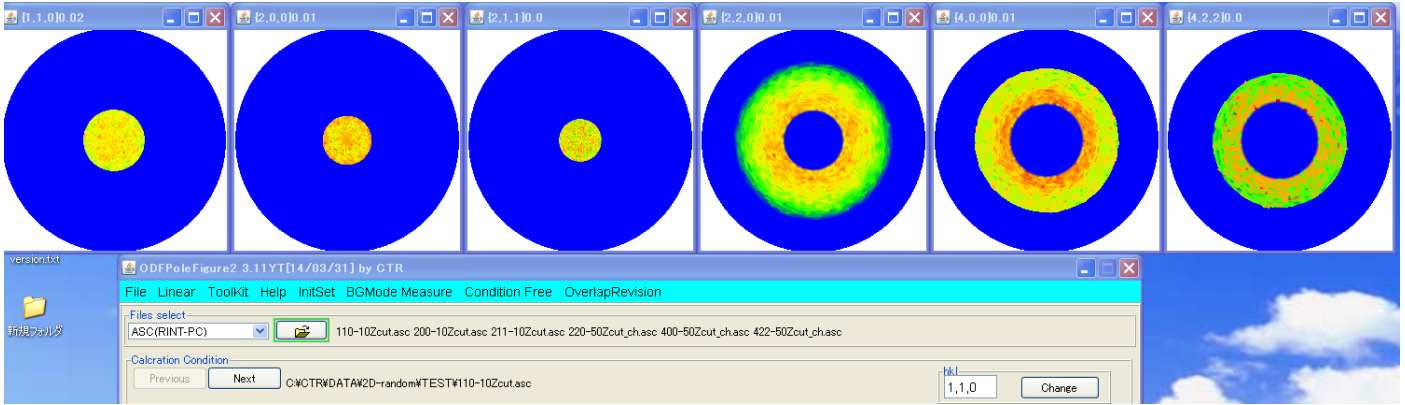 [1,1,0]0.02
[2,0,0]0.01
[2,1,1]0.0
[2,2,0]0.01
[4,0,0]0.01
[4,2,2]0.0
version.txt
新規フォルダ
ODFPoleFigure2 3.11YT[14/03/31] by CTR
File Linear ToolKit Help InitSet BGMode Measure Condition Free OverlapRevision
Files select
ASC(RINT-PC) 110-10Zcut.asc 200-10Zcut.asc 211-10Zcut.asc 220-50Zcut_ch.asc 400-50Zcut_ch.asc 422-50Zcut_ch.asc
Calcration Condition
Previous Next C:¥CTR¥DATA¥2D-random¥TEST¥110-10Zcut.asc
hkl
1,1,0 Change